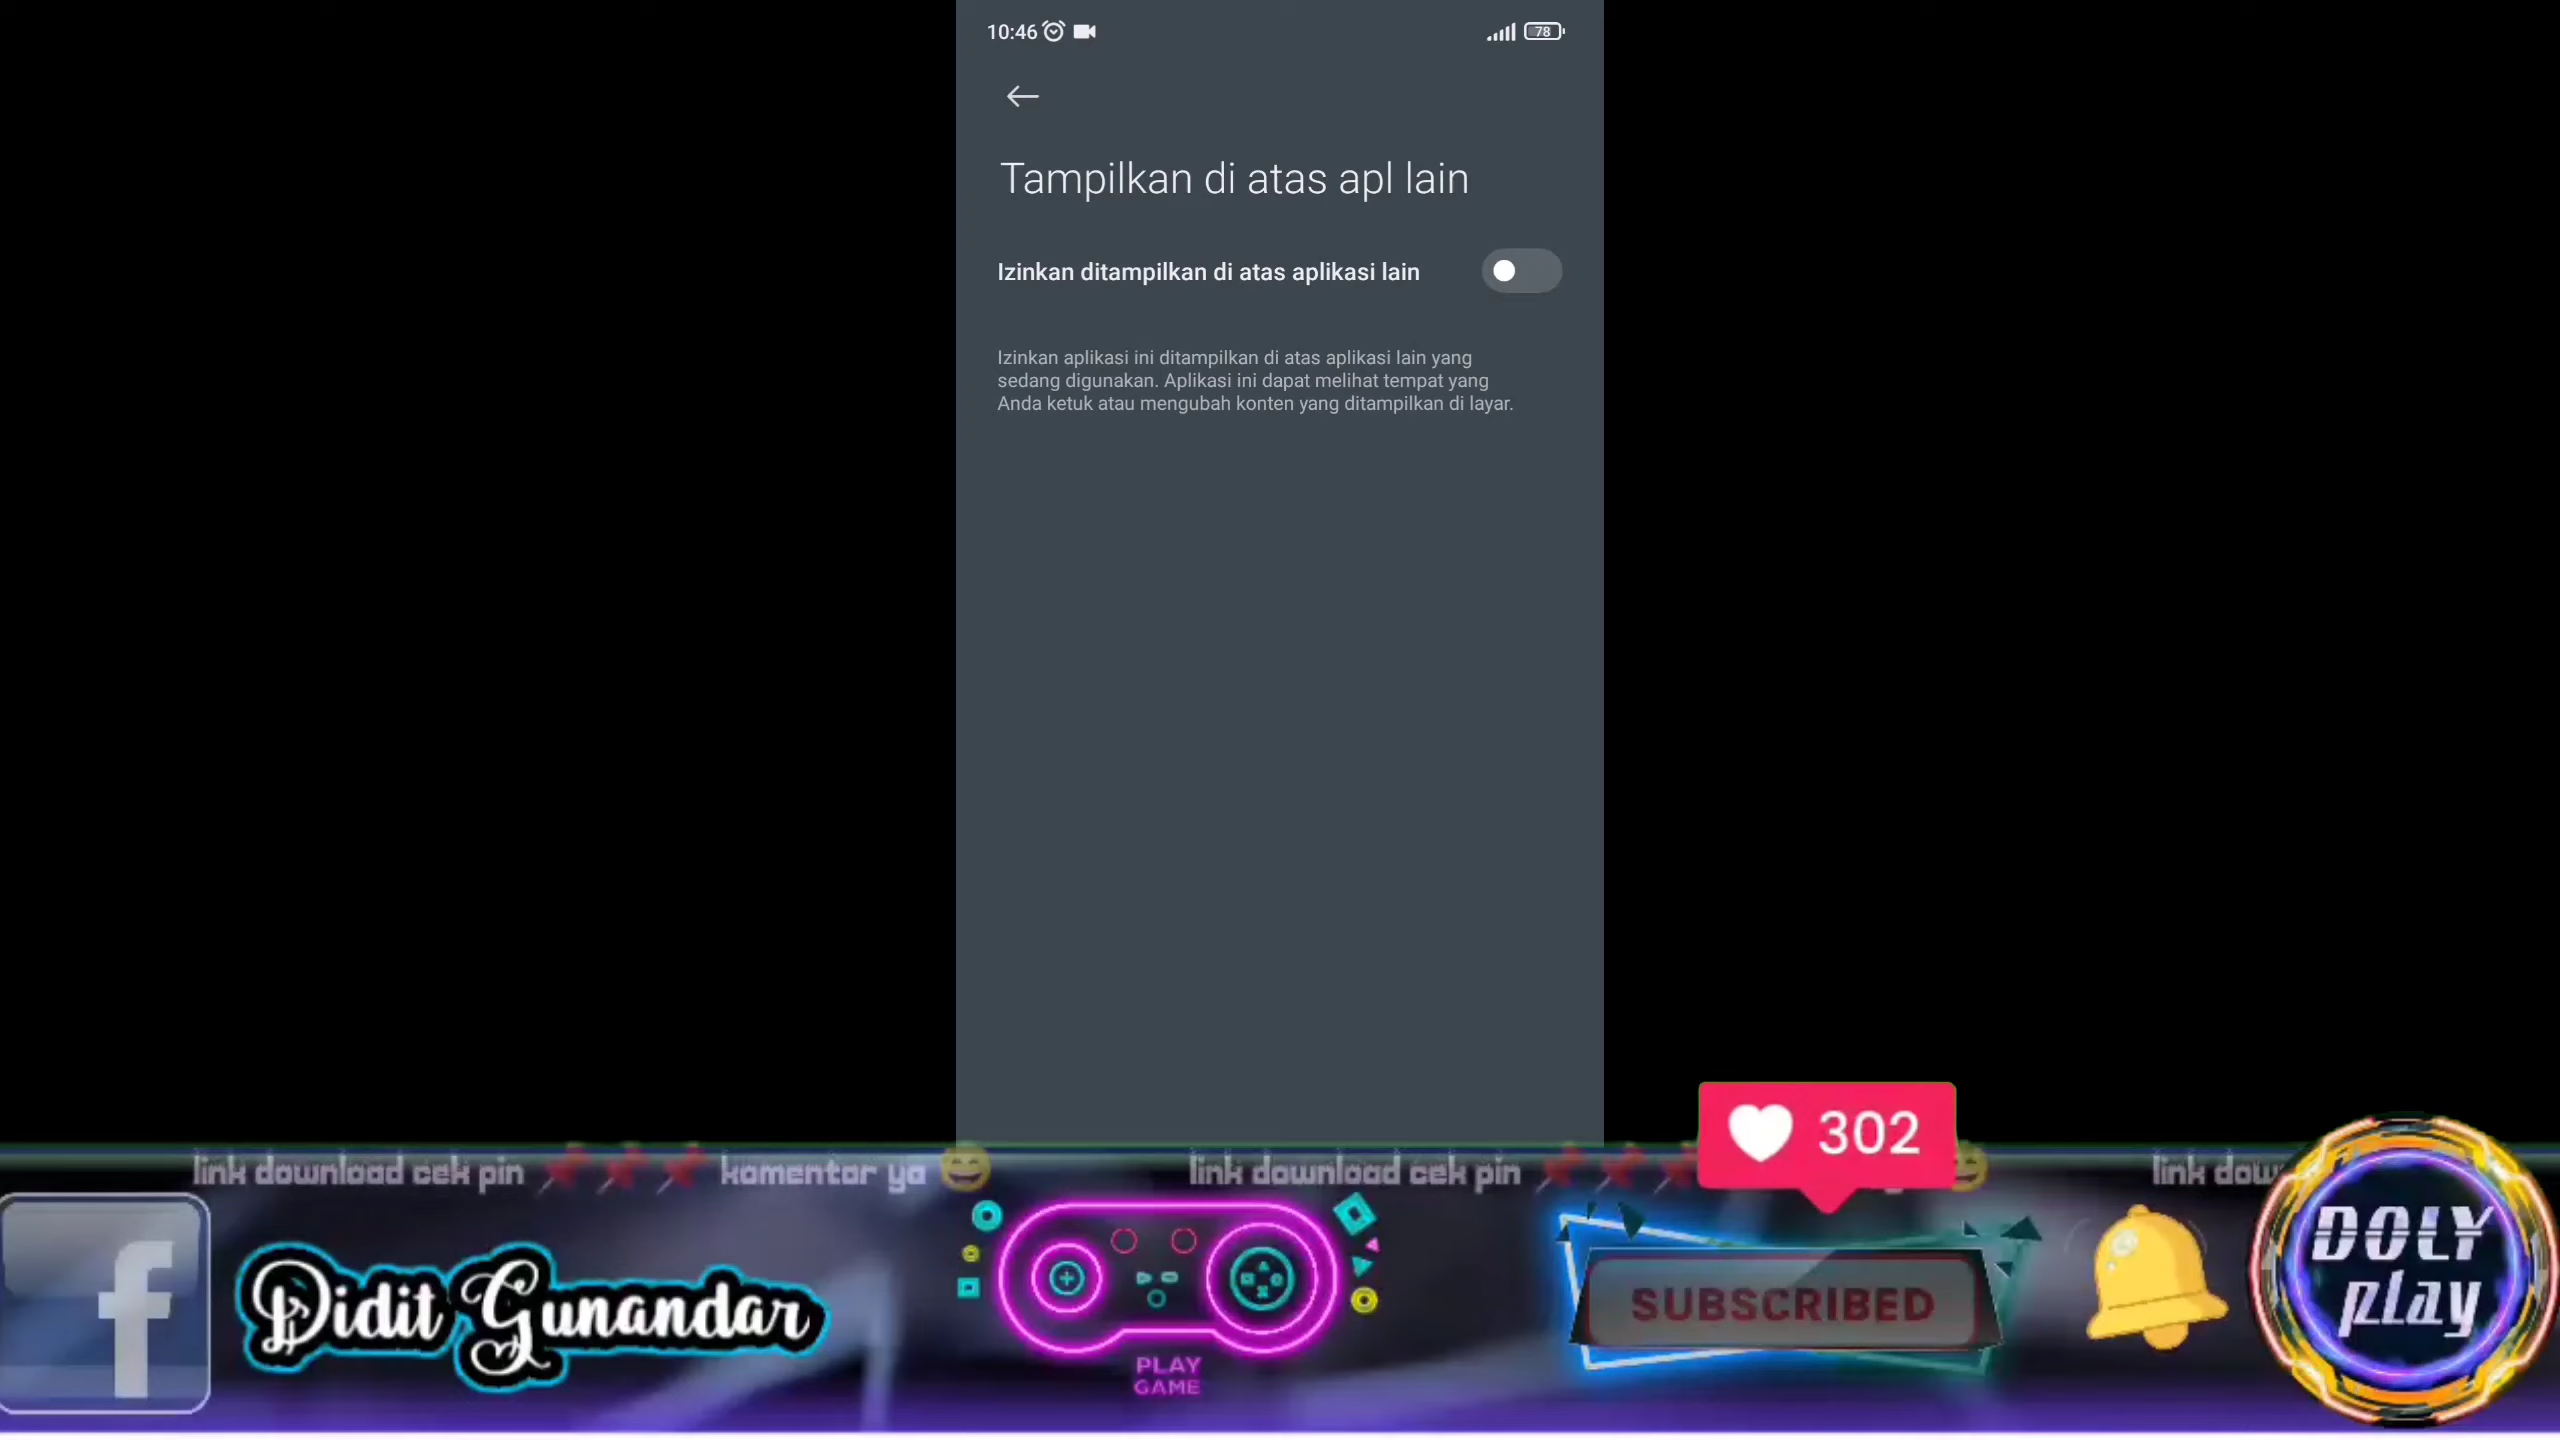 10:46
78
Tampilkan di atas apl lain
Izinkan ditampilkan di atas aplikasi lain
Izinkan aplikasi ini ditampilkan di atas aplikasi lain yang
sedang digunakan. Aplikasi ini dapat melihat tempat yang
Anda ketuk atau mengubah konten yang ditampilkan di layar.
302
link download cek pin komentar ya link download cek pin link dow
f
Didit Gunandar
PLAY
GAME
SUBSCRIBED
DOLY
play